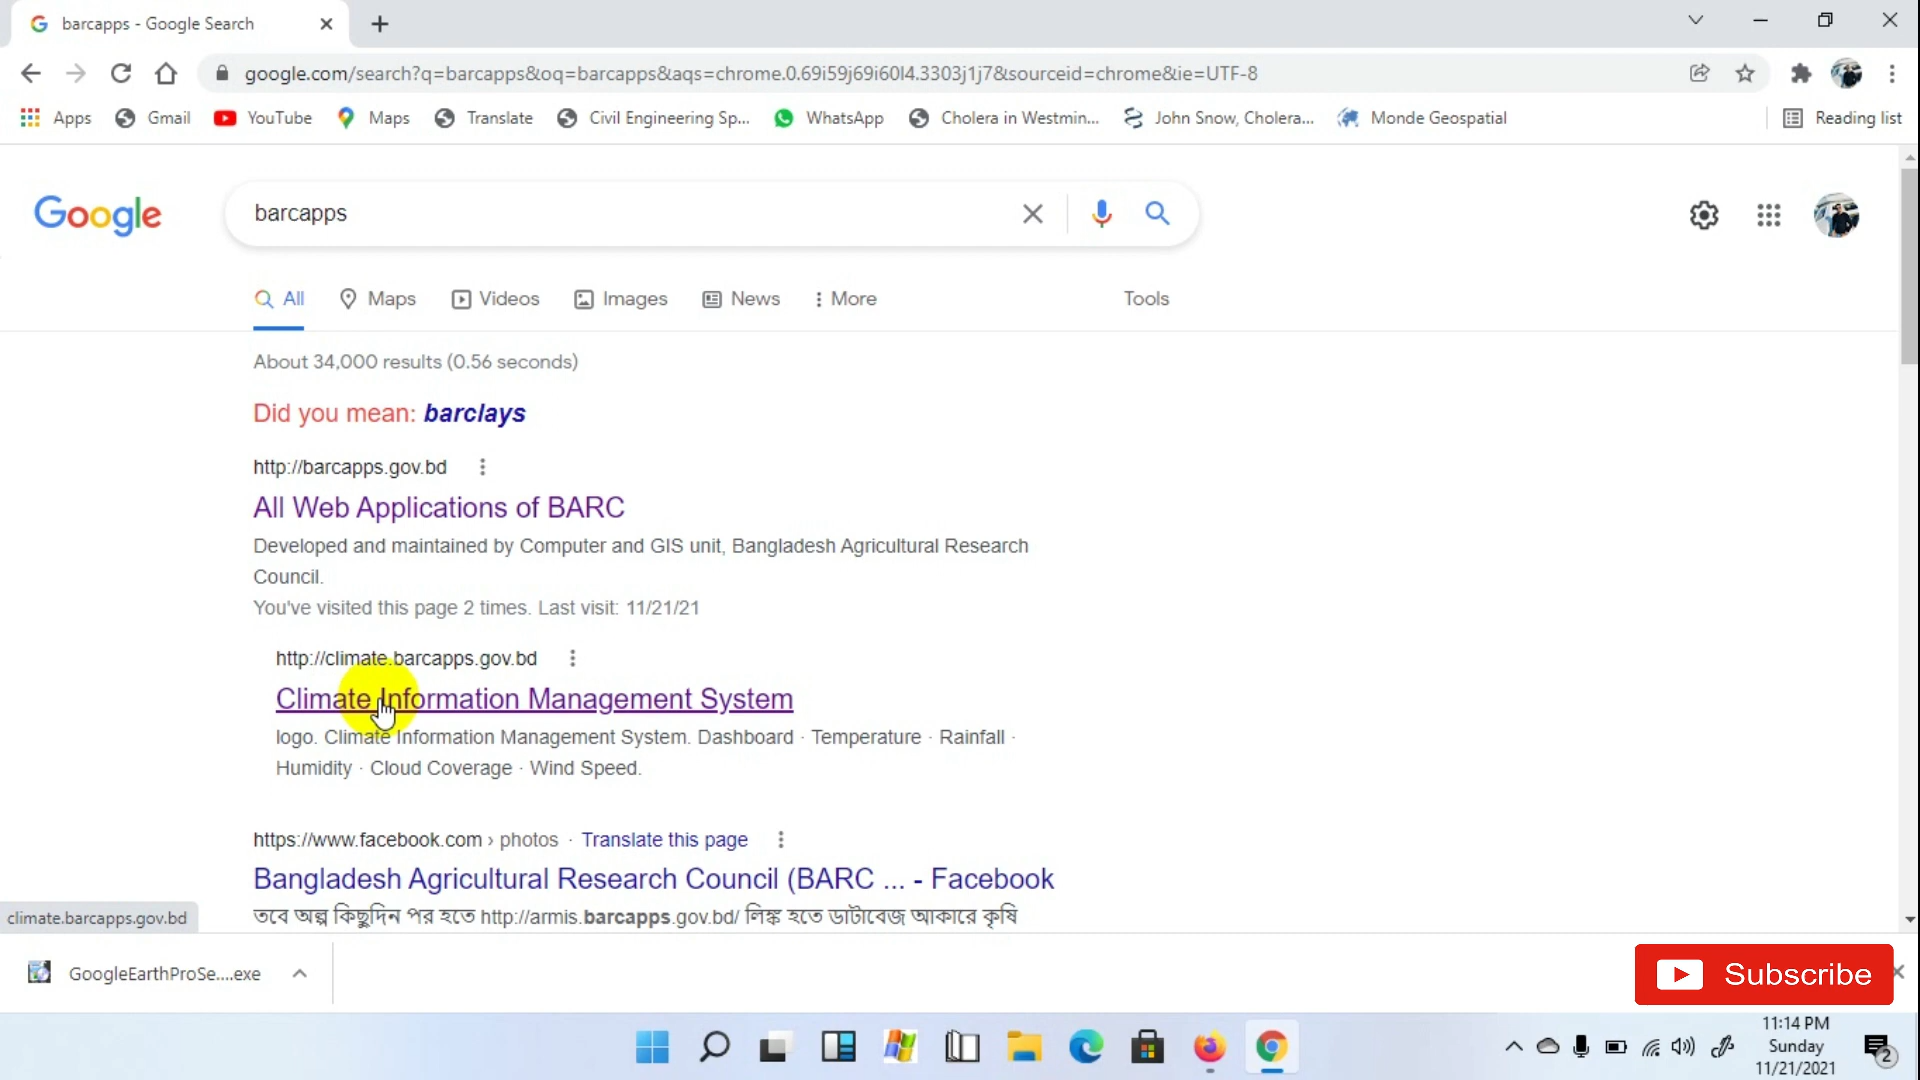 barcapps - Google Search
google.com/search?q=barcapps&oq=barcapps&aqs=chrome.0.69i59j69i60l4.3303j1j7&sourceid=chrome&ie=UTF-8
Apps Gmail YouTube Maps Translate Civil Engineering Sp... WhatsApp Cholera in Westmin... John Snow, Cholera... Monde Geospatial Reading list
Google barcapps
All Maps Videos Images News More Tools
About 34,000 results (0.56 seconds)
Did you mean: barclays
http://barcapps.gov.bd
All Web Applications of BARC
Developed and maintained by Computer and GIS unit, Bangladesh Agricultural Research
Council.
You've visited this page 2 times. Last visit: 11/21/21
http://climate.barcapps.gov.bd
Climate Information Management System
logo. Climate Information Management System. Dashboard · Temperature · Rainfall ·
Humidity · Cloud Coverage · Wind Speed.
https://www.facebook.com › photos · Translate this page
Bangladesh Agricultural Research Council (BARC ... - Facebook
তবে অল্প কিছুদিন পর হতে http://armis.barcapps.gov.bd/ লিঙ্ক হতে ডাটাবেজ আকারে কৃষি
climate.barcapps.gov.bd
GoogleEarthProSe....exe
Subscribe
11:14 PM
Sunday
11/21/2021
2